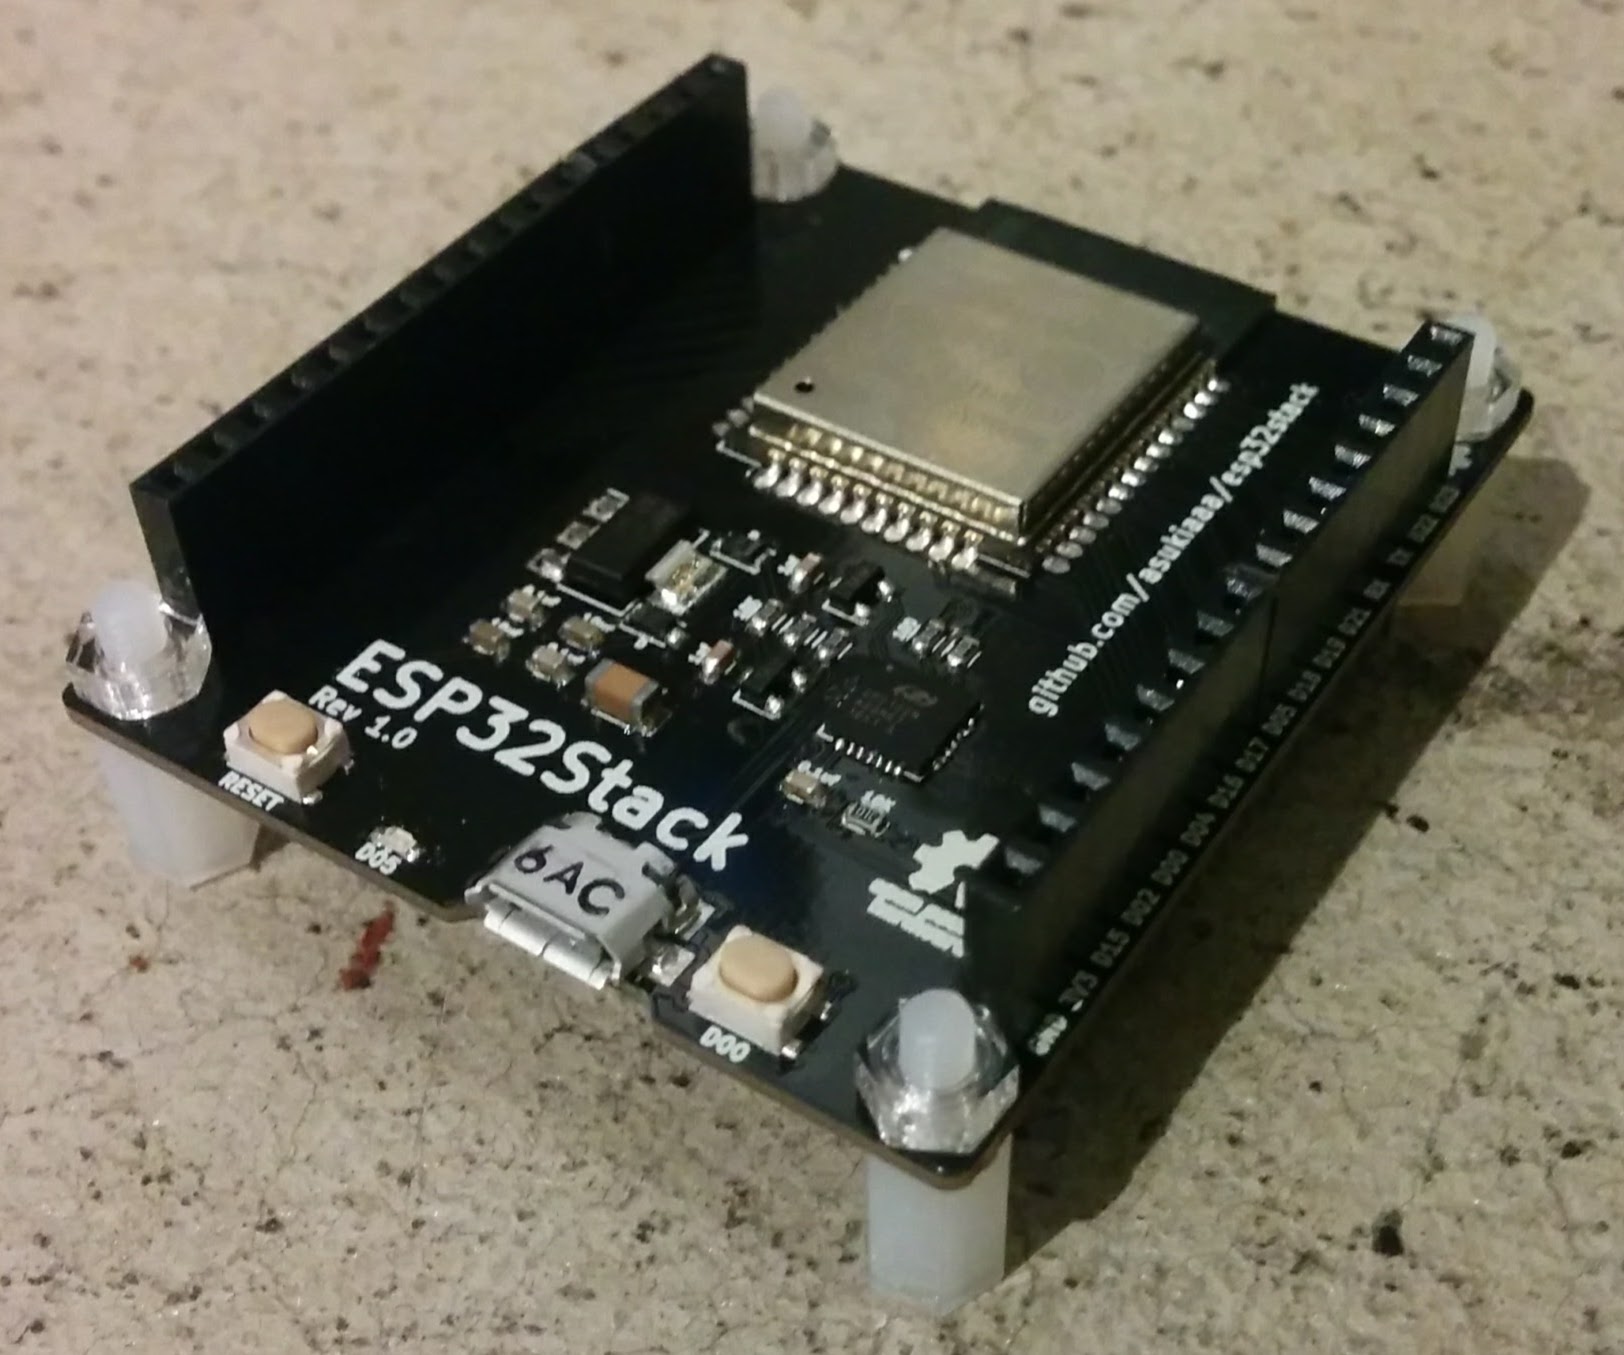 ESP32Stack
Rev 1.0
RESET
D05
6AC
D00
github.com/asukiaaa/esp32stack
GND 3V3 D15 D02 D00 D04 D16 D17 D05 D18 D19 D21 RX TX D22 D23